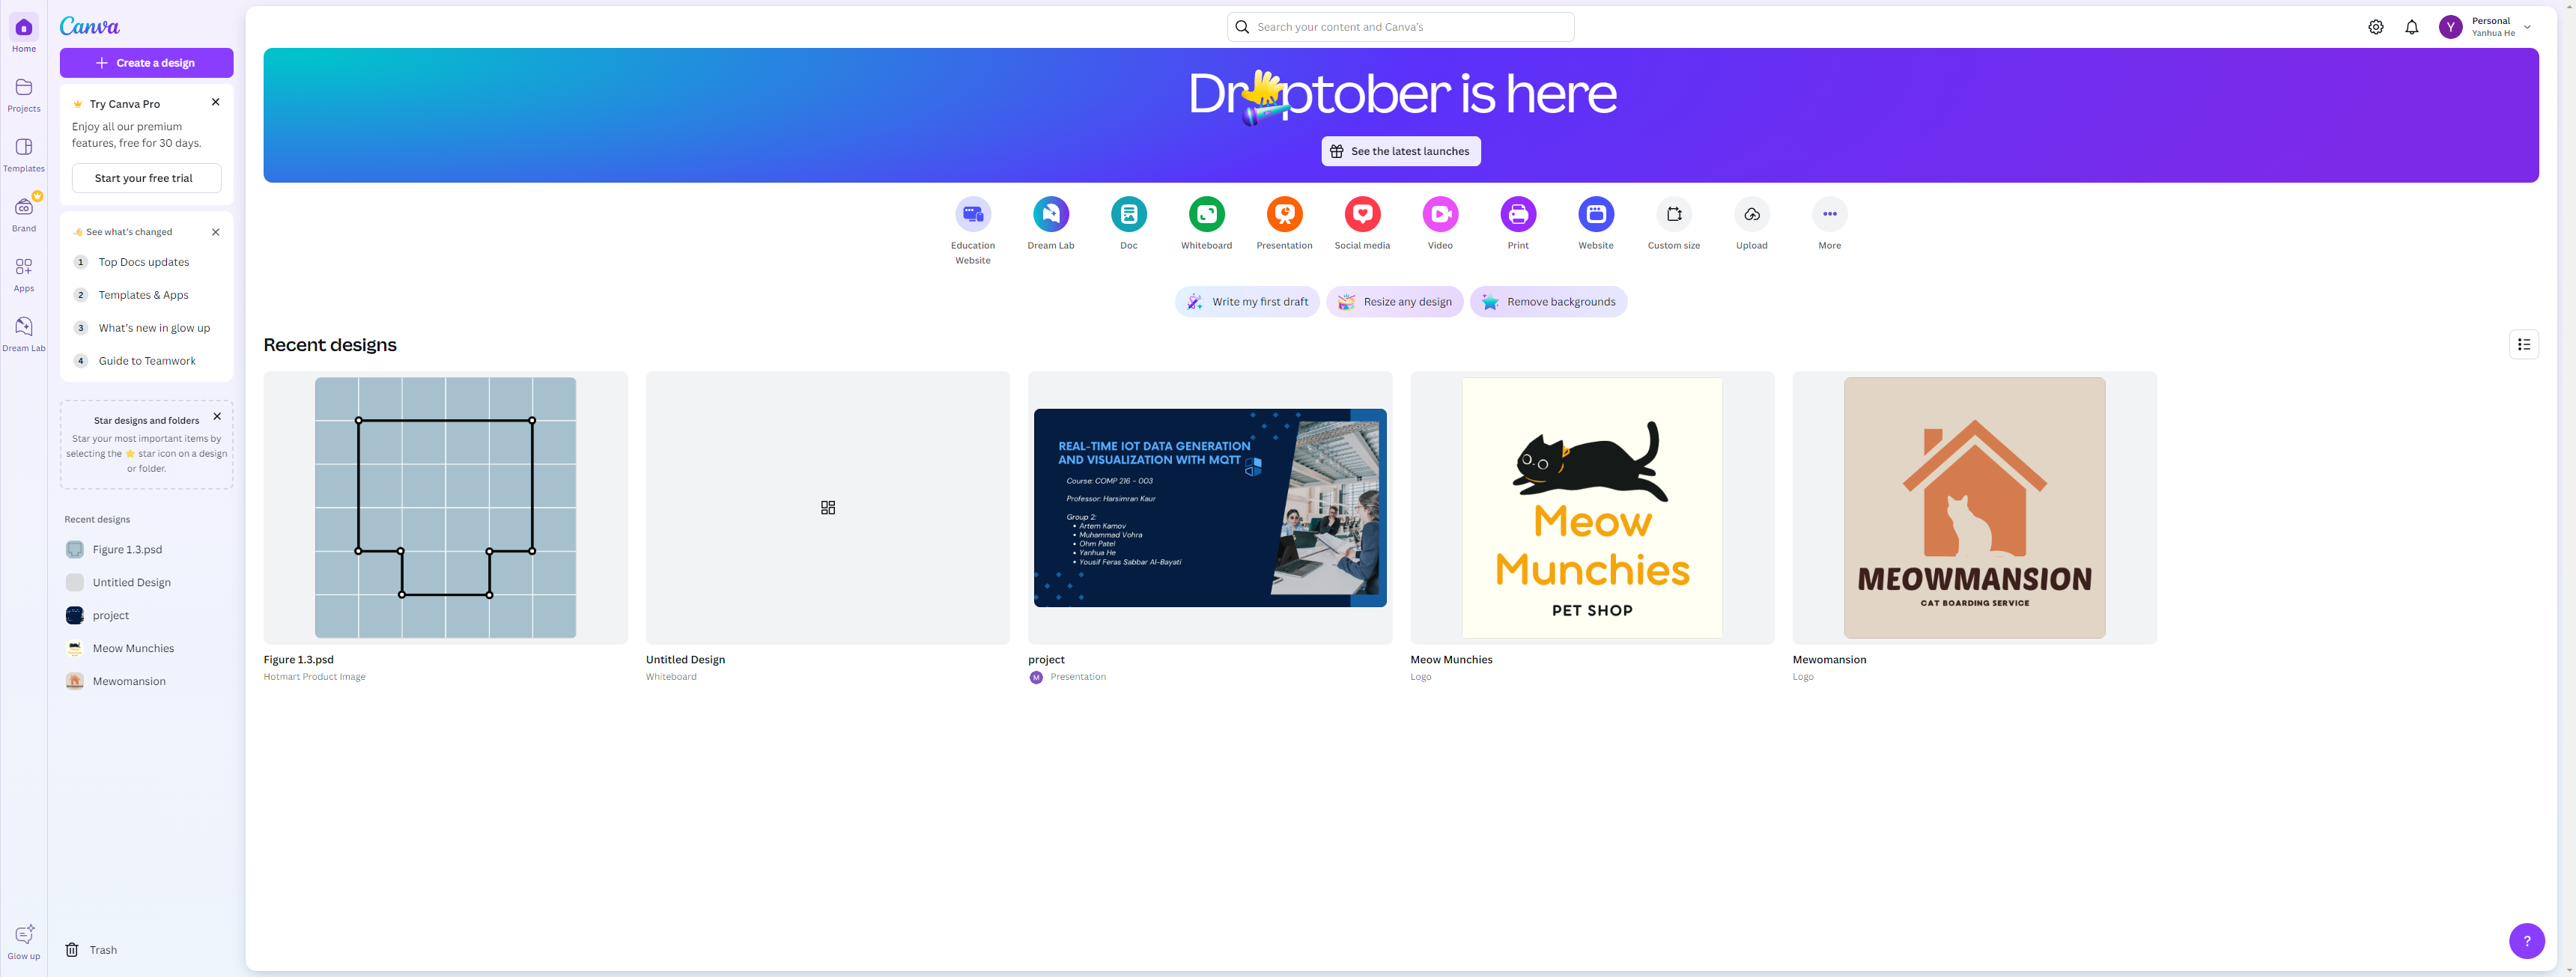 Home
Projects
Templates
Brand
Apps
Dream Lab
Glow up
Canva
Create a design
Try Canva Pro
Enjoy all our premium
features, free for 30 days.
Start your free trial
See what's changed
1 Top Docs updates
2 Templates & Apps
3 What's new in glow up
4 Guide to Teamwork
Star designs and folders
Star your most important items by
selecting the ⭐ star icon on a design
or folder.
Recent designs
Figure 1.3.psd
Untitled Design
project
Meow Munchies
Mewomansion
Trash
Search your content and Canva's
Y
Personal
Yanhua He
Droptober is here
See the latest launches
Education
Website
Dream Lab
Doc
Whiteboard
Presentation
Social media
Video
Print
Website
Custom size
Upload
More
Write my first draft
Resize any design
Remove backgrounds
Recent designs
REAL-TIME IOT DATA GENERATION
AND VISUALIZATION WITH MQTT
Course: COMP 216 - 003
Professor: Harsimran Kaur
Group 2:
• Artem Kamov
• Muhammad Vohra
• Ohm Patel
• Yanhua He
• Yousif Feras Sabbar Al-Bayati
Meow
Munchies
PET SHOP
MEOWMANSION
CAT BOARDING SERVICE
Figure 1.3.psd
Hotmart Product Image
Untitled Design
Whiteboard
project
M Presentation
Meow Munchies
Logo
Mewomansion
Logo
?